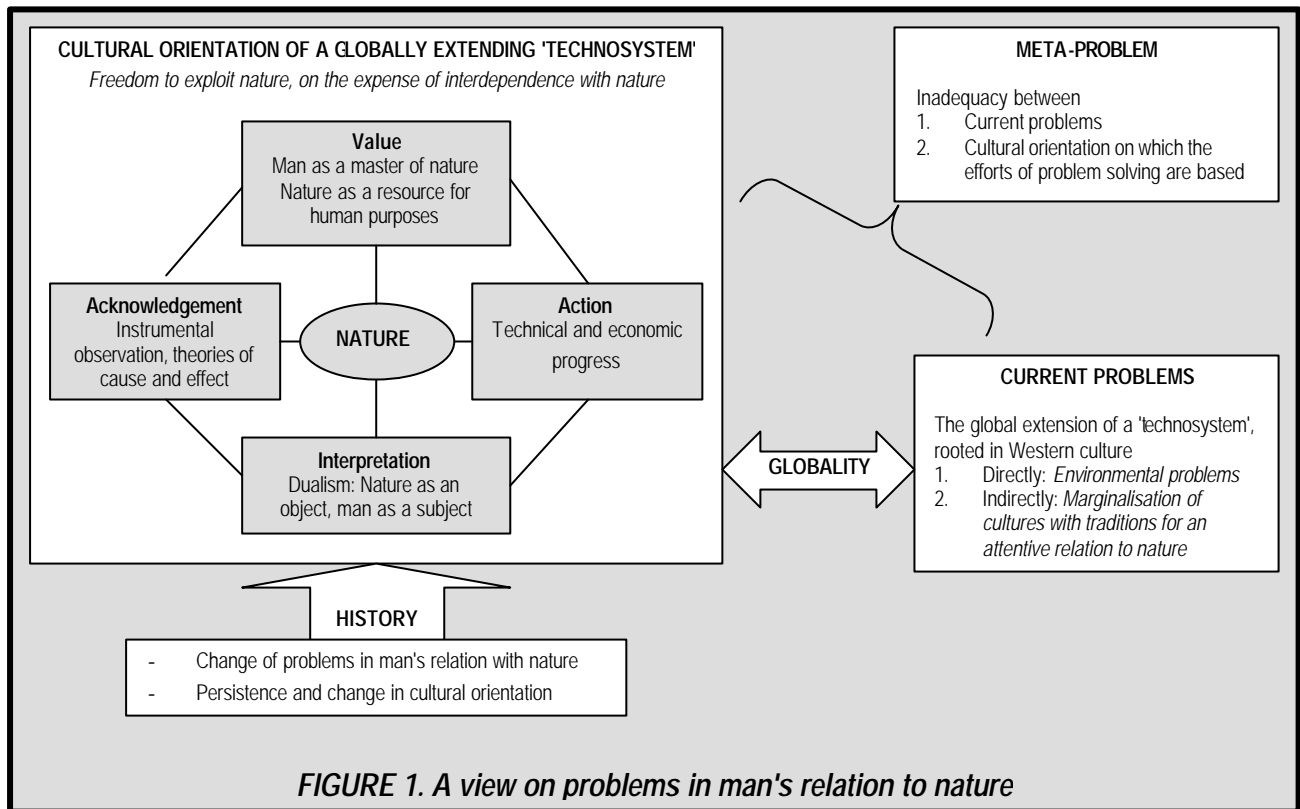 CULTURAL ORIENTATION OF A GLOBALLY EXTENDING 'TECHNOSYSTEM'
Freedom to exploit nature, on the expense of interdependence with nature
Value
Man as a master of nature
Nature as a resource for
human purposes
Acknowledgement
Instrumental
observation, theories of
cause and effect
NATURE
Action
Technical and economic
progress
Interpretation
Dualism: Nature as an
object, man as a subject
META-PROBLEM
Inadequacy between
1. Current problems
2. Cultural orientation on which the
efforts of problem solving are based
GLOBALITY
CURRENT PROBLEMS
The global extension of a 'technosystem',
rooted in Western culture
1. Directly: Environmental problems
2. Indirectly: Marginalisation of
cultures with traditions for an
attentive relation to nature
HISTORY
- Change of problems in man's relation with nature
- Persistence and change in cultural orientation
FIGURE 1. A view on problems in man's relation to nature